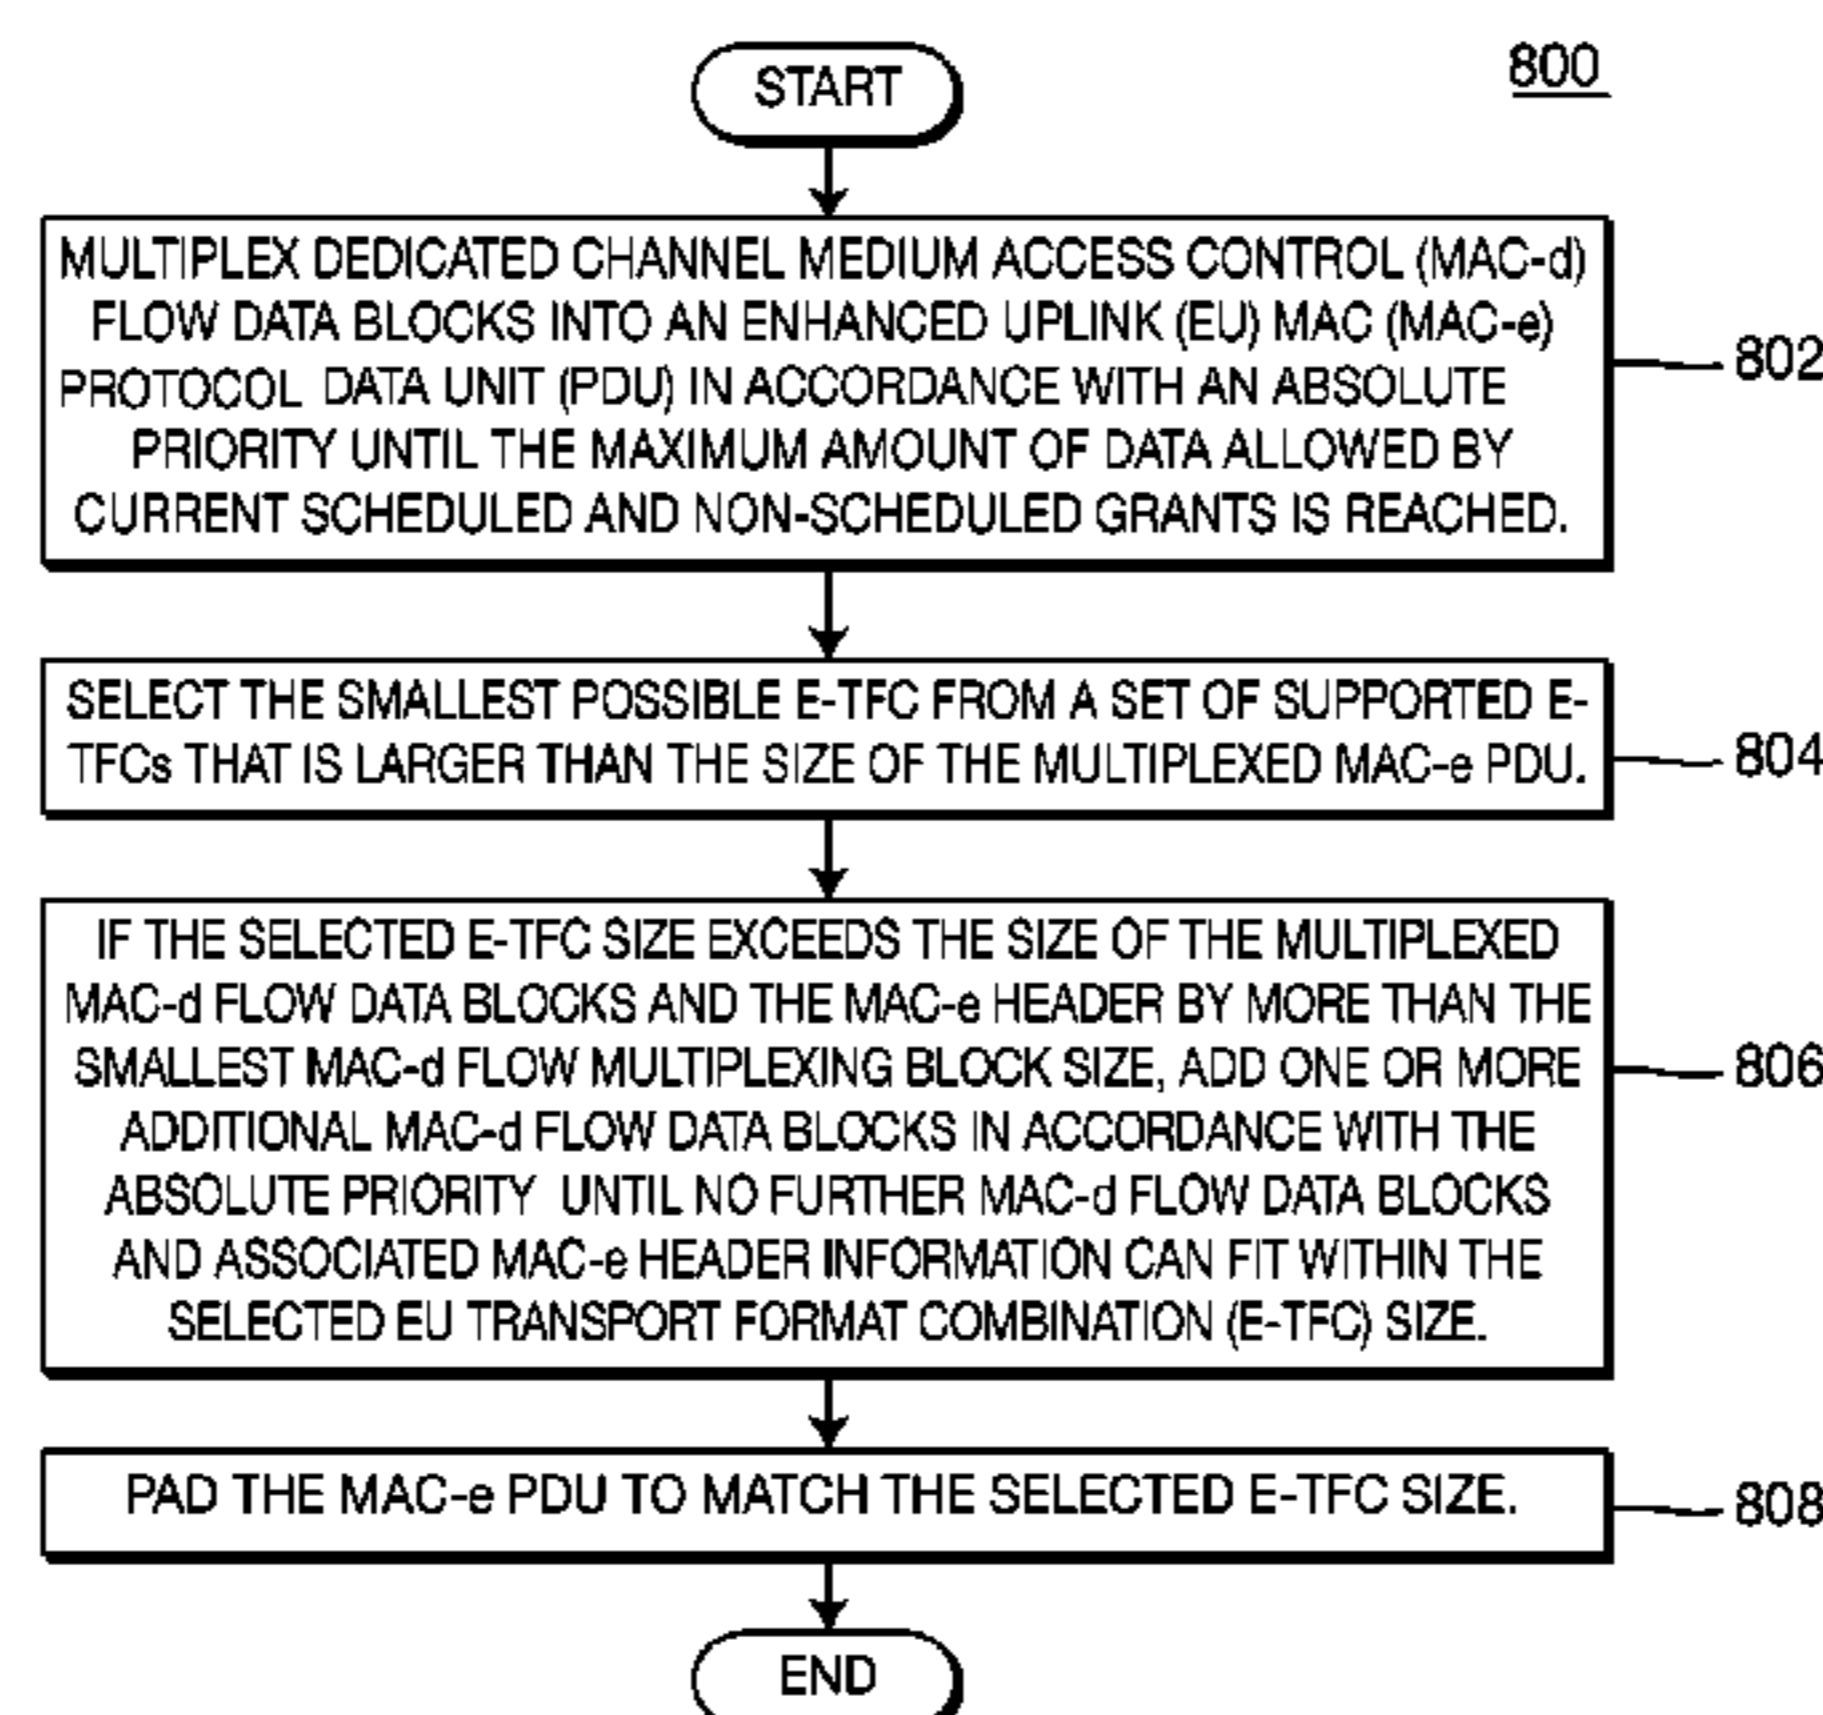 START
800
MULTIPLEX DEDICATED CHANNEL MEDIUM ACCESS CONTROL (MAC-d)
FLOW DATA BLOCKS INTO AN ENHANCED UPLINK (EU) MAC (MAC-e)
PROTOCOL DATA UNIT (PDU) IN ACCORDANCE WITH AN ABSOLUTE
PRIORITY UNTIL THE MAXIMUM AMOUNT OF DATA ALLOWED BY
CURRENT SCHEDULED AND NON-SCHEDULED GRANTS IS REACHED.
802
SELECT THE SMALLEST POSSIBLE E-TFC FROM A SET OF SUPPORTED E-
TFCs THAT IS LARGER THAN THE SIZE OF THE MULTIPLEXED MAC-e PDU.
804
IF THE SELECTED E-TFC SIZE EXCEEDS THE SIZE OF THE MULTIPLEXED
MAC-d FLOW DATA BLOCKS AND THE MAC-e HEADER BY MORE THAN THE
SMALLEST MAC-d FLOW MULTIPLEXING BLOCK SIZE, ADD ONE OR MORE
ADDITIONAL MAC-d FLOW DATA BLOCKS IN ACCORDANCE WITH THE
ABSOLUTE PRIORITY UNTIL NO FURTHER MAC-d FLOW DATA BLOCKS
AND ASSOCIATED MAC-e HEADER INFORMATION CAN FIT WITHIN THE
SELECTED EU TRANSPORT FORMAT COMBINATION (E-TFC) SIZE.
806
PAD THE MAC-e PDU TO MATCH THE SELECTED E-TFC SIZE.
808
END